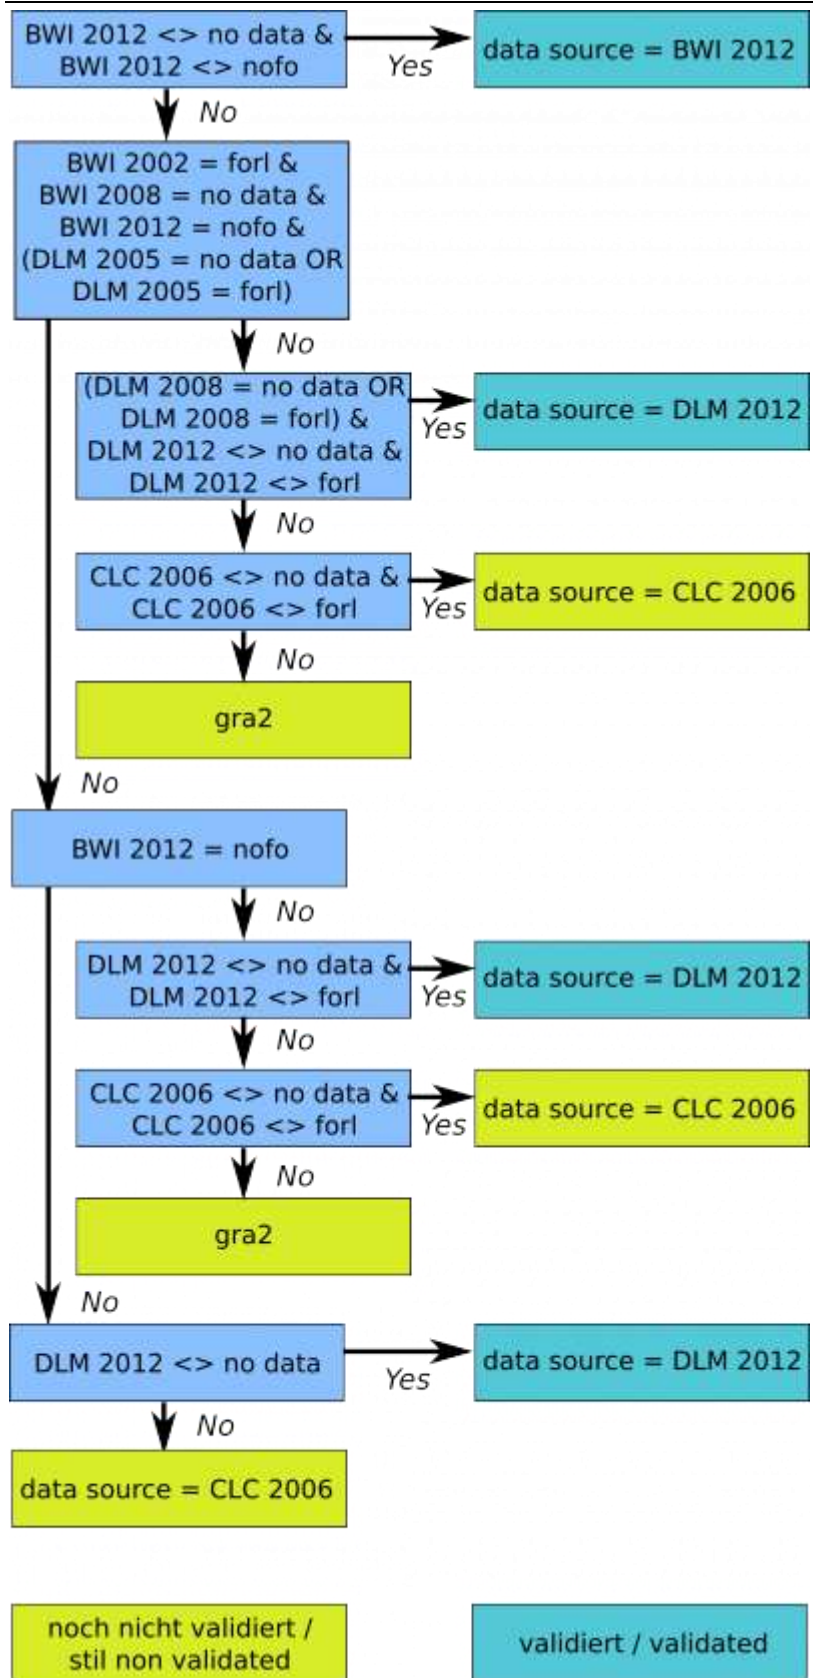 BWI 2012 <> no data &
BWI 2012 <> nofo
Yes
data source = BWI 2012
No
BWI 2002 = forl &
BWI 2008 = no data &
BWI 2012 = nofo &
(DLM 2005 = no data OR
DLM 2005 = forl)
No
(DLM 2008 = no data OR
DLM 2008 = forl) &
DLM 2012 <> no data &
DLM 2012 <> forl
Yes
data source = DLM 2012
No
CLC 2006 <> no data &
CLC 2006 <> forl
Yes
data source = CLC 2006
No
gra2
No
BWI 2012 = nofo
No
DLM 2012 <> no data &
DLM 2012 <> forl
Yes
data source = DLM 2012
No
CLC 2006 <> no data &
CLC 2006 <> forl
Yes
data source = CLC 2006
No
gra2
No
DLM 2012 <> no data
Yes
data source = DLM 2012
No
data source = CLC 2006
noch nicht validiert /
stil non validated
validiert / validated